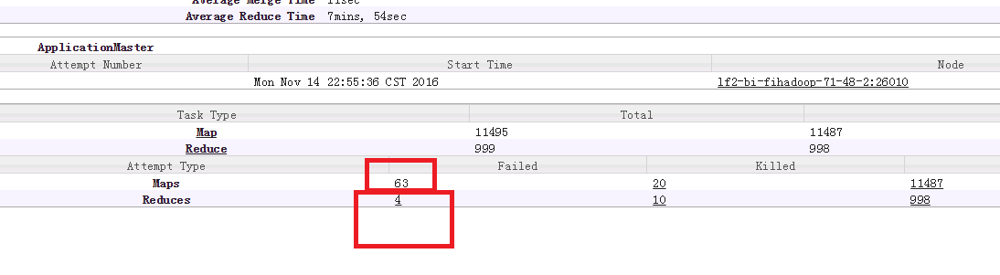 Average Merge Time 11sec
Average Reduce Time 7mins, 54sec
ApplicationMaster
Attempt Number Start Time Node
Mon Nov 14 22:55:36 CST 2016 lf2-bi-fihadoop-71-48-2:26010
Task Type Total
Map 11495 11487
Reduce 999 998
Attempt Type Failed Killed
Maps 63 20 11487
Reduces 4 10 998